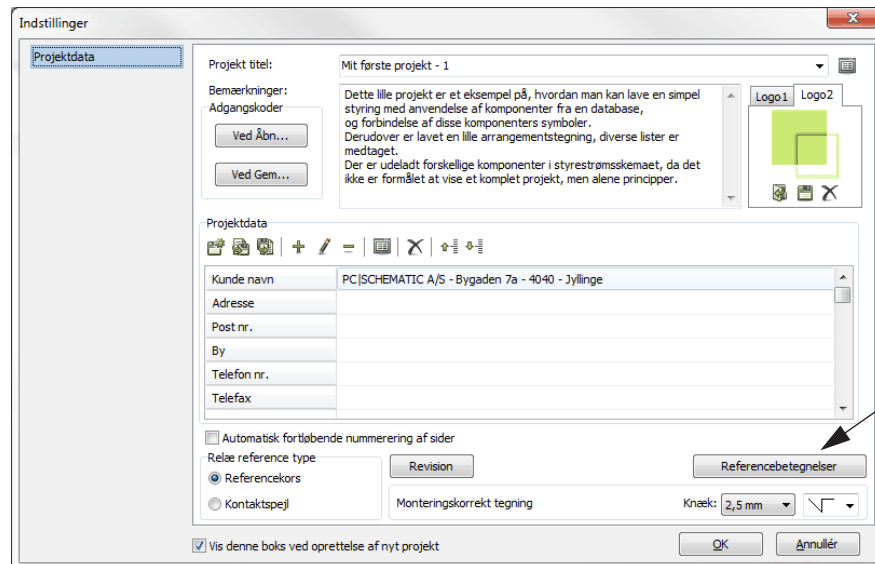 Indstillinger
Projektdata
Projekt titel:
Mit første projekt - 1
Bemærkninger:
Dette lille projekt er et eksempel på, hvordan man kan lave en simpel
styring med anvendelse af komponenter fra en database,
og forbindelse af disse komponenters symboler.
Derudover er lavet en lille arrangementstegning, diverse lister er
medtaget.
Der er udeladt forskellige komponenter i styrestrømsskemaet, da det
ikke er formålet at vise et komplet projekt, men alene principper.
Adgangskoder
Ved Åbn...
Ved Gem...
Logo1
Logo2
Projektdata
Kunde navn
PC|SCHEMATIC A/S - Bygaden 7a - 4040 - Jyllinge
Adresse
Post nr.
By
Telefon nr.
Telefax
Automatisk fortløbende nummerering af sider
Relæ reference type
Referencekors
Kontaktspejl
Revision
Referencebetegnelser
Monteringskorrekt tegning
Knæk:
2,5 mm
Vis denne boks ved oprettelse af nyt projekt
OK
Annullér